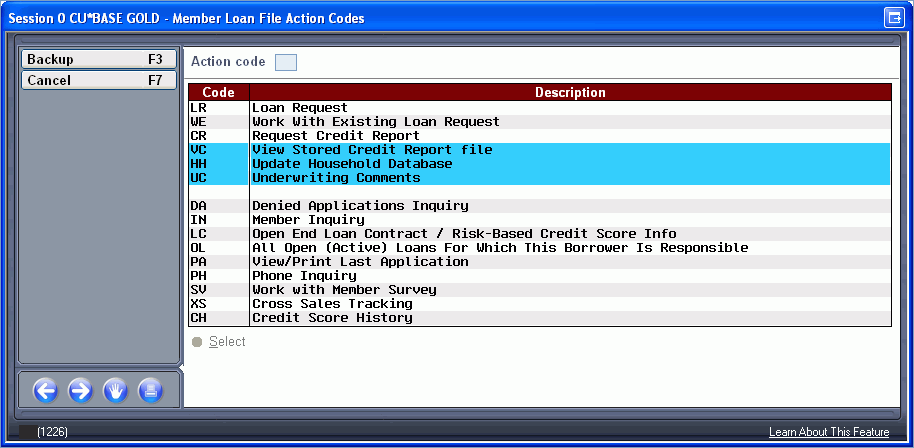 Session 0 CU*BASE GOLD - Member Loan File Action Codes
Backup F3
Cancel F7
Action code
Code Description
LR Loan Request
WE Work With Existing Loan Request
CR Request Credit Report
VC View Stored Credit Report file
HH Update Household Database
UC Underwriting Comments
DA Denied Applications Inquiry
IN Member Inquiry
LC Open End Loan Contract / Risk-Based Credit Score Info
OL All Open (Active) Loans For Which This Borrower Is Responsible
PA View/Print Last Application
PH Phone Inquiry
SV Work with Member Survey
XS Cross Sales Tracking
CH Credit Score History
Select
(1226) Learn About This Feature